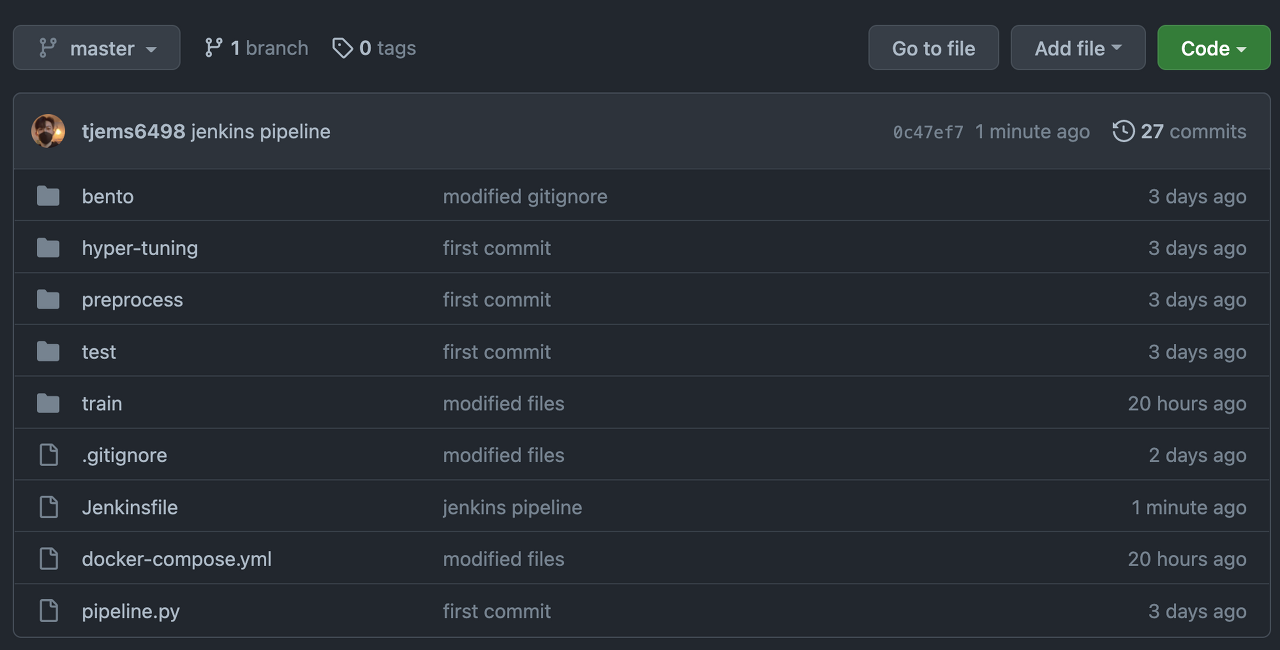 master 1 branch 0 tags Go to file Add file Code
tjems6498 jenkins pipeline 0c47ef7 1 minute ago 27 commits
bento modified gitignore 3 days ago
hyper-tuning first commit 3 days ago
preprocess first commit 3 days ago
test first commit 3 days ago
train modified files 20 hours ago
.gitignore modified files 2 days ago
Jenkinsfile jenkins pipeline 1 minute ago
docker-compose.yml modified files 20 hours ago
pipeline.py first commit 3 days ago